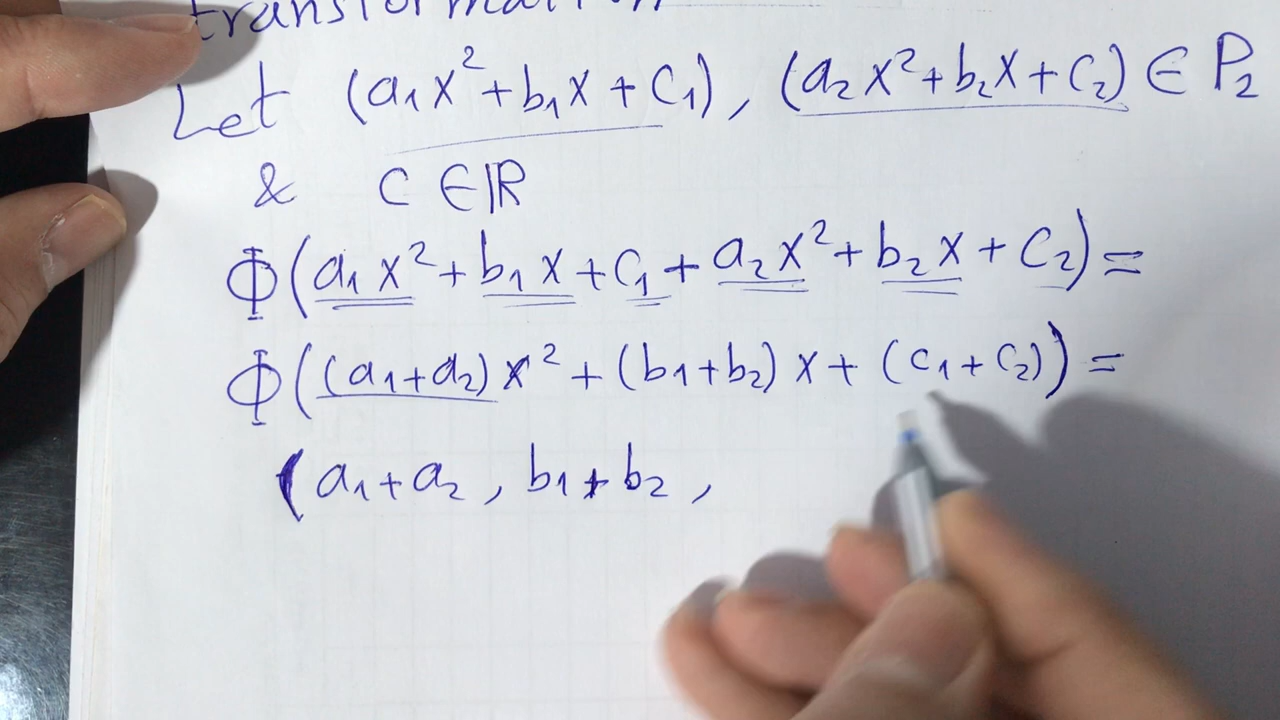 transformation
Let (a₁x²+b₁x+c₁), (a₂x²+b₂x+c₂) ∈ P₂
& c ∈ ℝ
Φ(a₁x²+b₁x+c₁+a₂x²+b₂x+c₂)=
Φ((a₁+a₂)x²+(b₁+b₂)x+(c₁+c₂))=
(a₁+a₂, b₁+b₂,